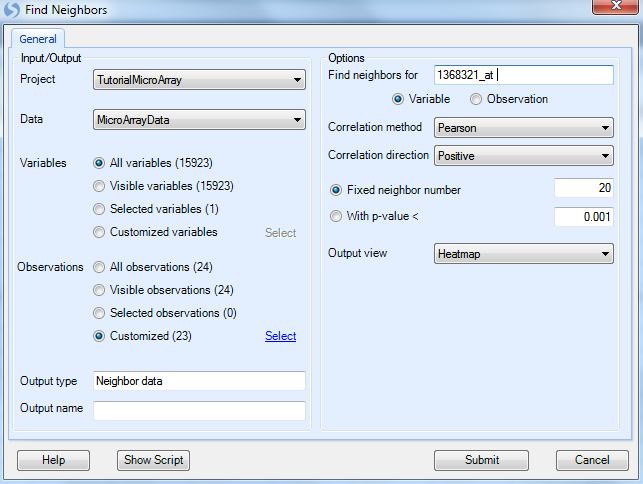 Find Neighbors
General
Input/Output
Project TutorialMicroArray
Data MicroArrayData
Variables All variables (15923)
Visible variables (15923)
Selected variables (1)
Customized variables Select
Observations All observations (24)
Visible observations (24)
Selected observations (0)
Customized (23) Select
Output type Neighbor data
Output name
Options
Find neighbors for 1368321_at
Variable Observation
Correlation method Pearson
Correlation direction Positive
Fixed neighbor number 20
With p-value < 0.001
Output view Heatmap
Help Show Script Submit Cancel